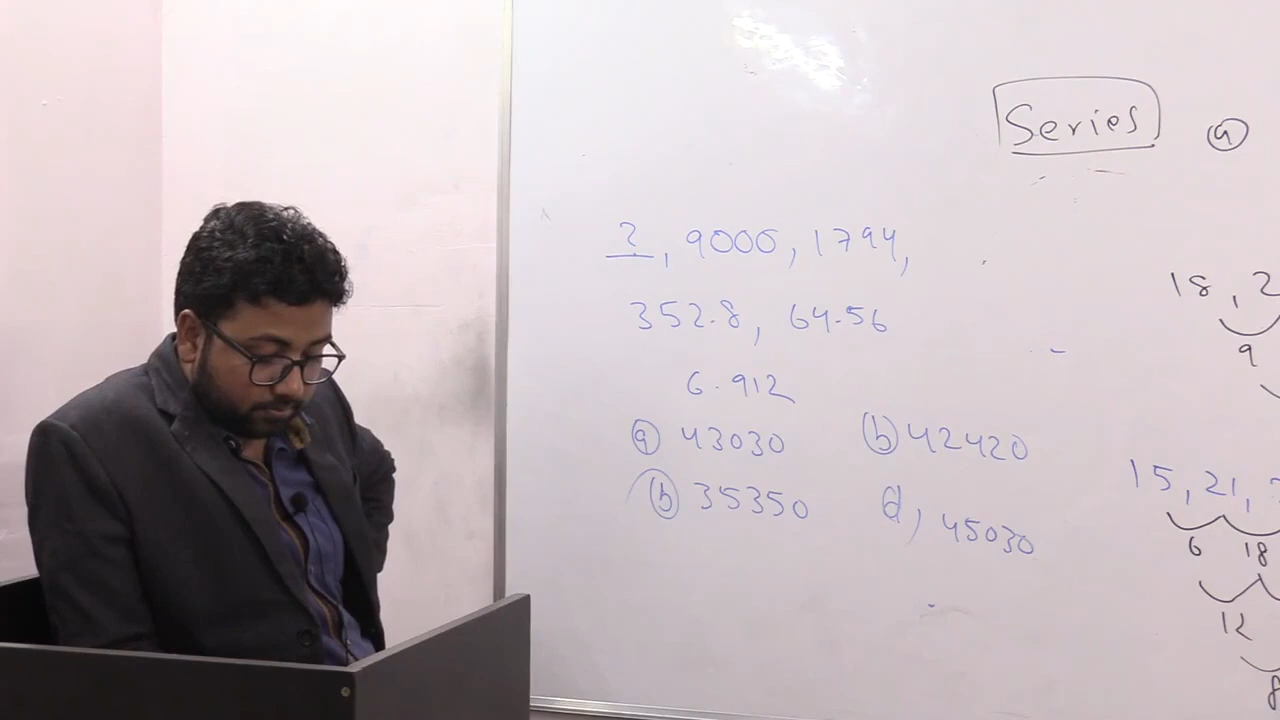 Series
a
?, 9000, 1794,
352.8, 64.56
6.912
a 43030 b 42420
b 35350 d, 45030
18, 2
9
15, 21,
6 18
12
8